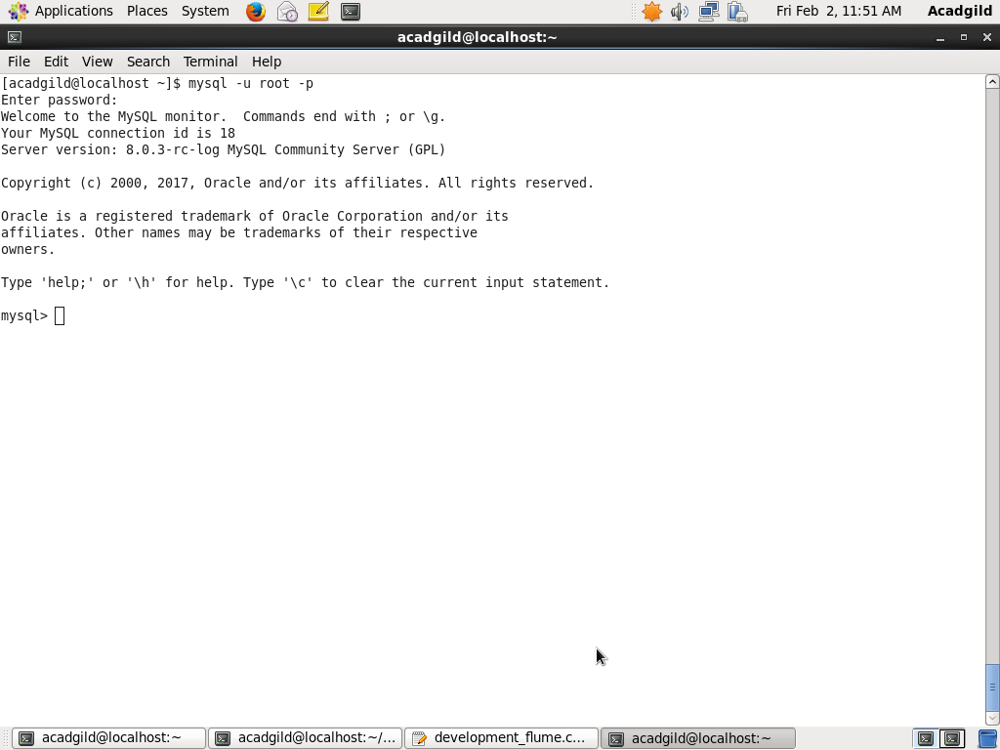 Applications Places System Fri Feb 2, 11:51 AM Acadgild
acadgild@localhost:~
File Edit View Search Terminal Help
[acadgild@localhost ~]$ mysql -u root -p
Enter password:
Welcome to the MySQL monitor.  Commands end with ; or \g.
Your MySQL connection id is 18
Server version: 8.0.3-rc-log MySQL Community Server (GPL)
Copyright (c) 2000, 2017, Oracle and/or its affiliates. All rights reserved.
Oracle is a registered trademark of Oracle Corporation and/or its
affiliates. Other names may be trademarks of their respective
owners.
Type 'help;' or '\h' for help. Type '\c' to clear the current input statement.
mysql>
acadgild@localhost:~ acadgild@localhost:~/... development_flume.c... acadgild@localhost:~